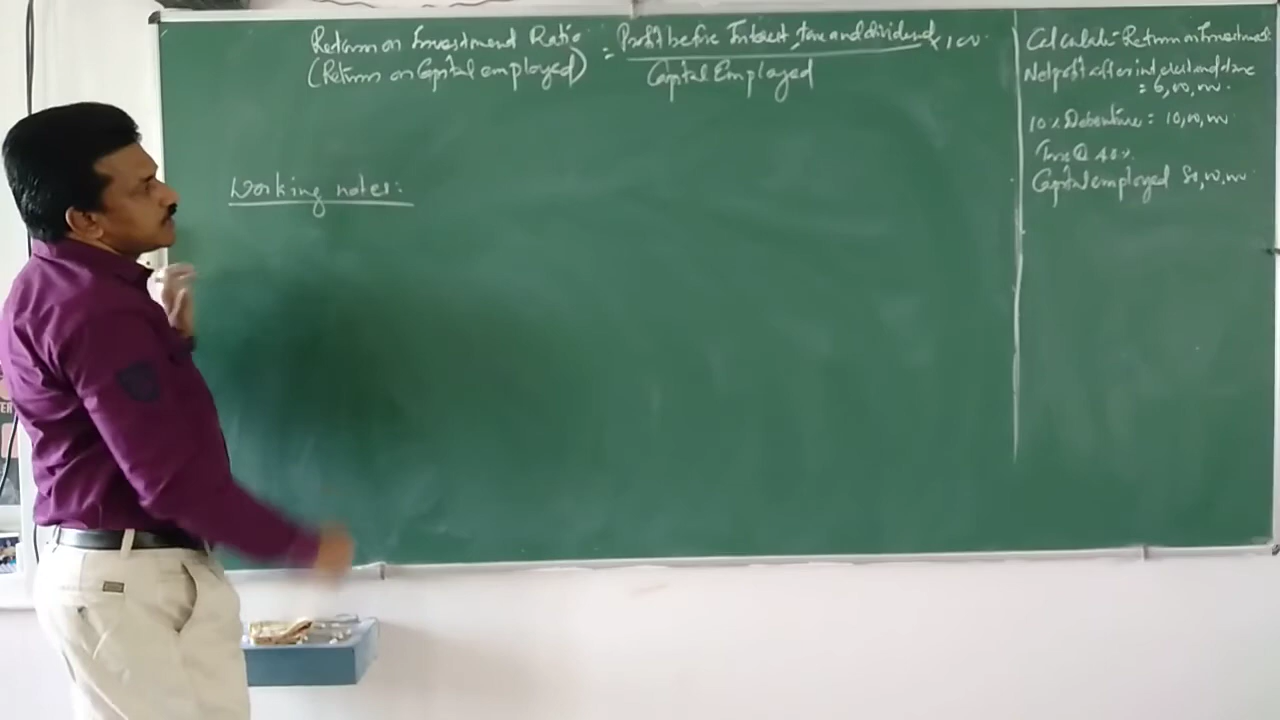 Return on Investment Ratio = Profit before Interest, tax and dividend × 100
(Return on Capital employed) Capital Employed
Working notes:
Calculate Return on Investment
Net profit after interest and tax
= 6,00,000.
10% Debenture = 10,00,000
Tax @ 40%.
Capital employed 80,00,000